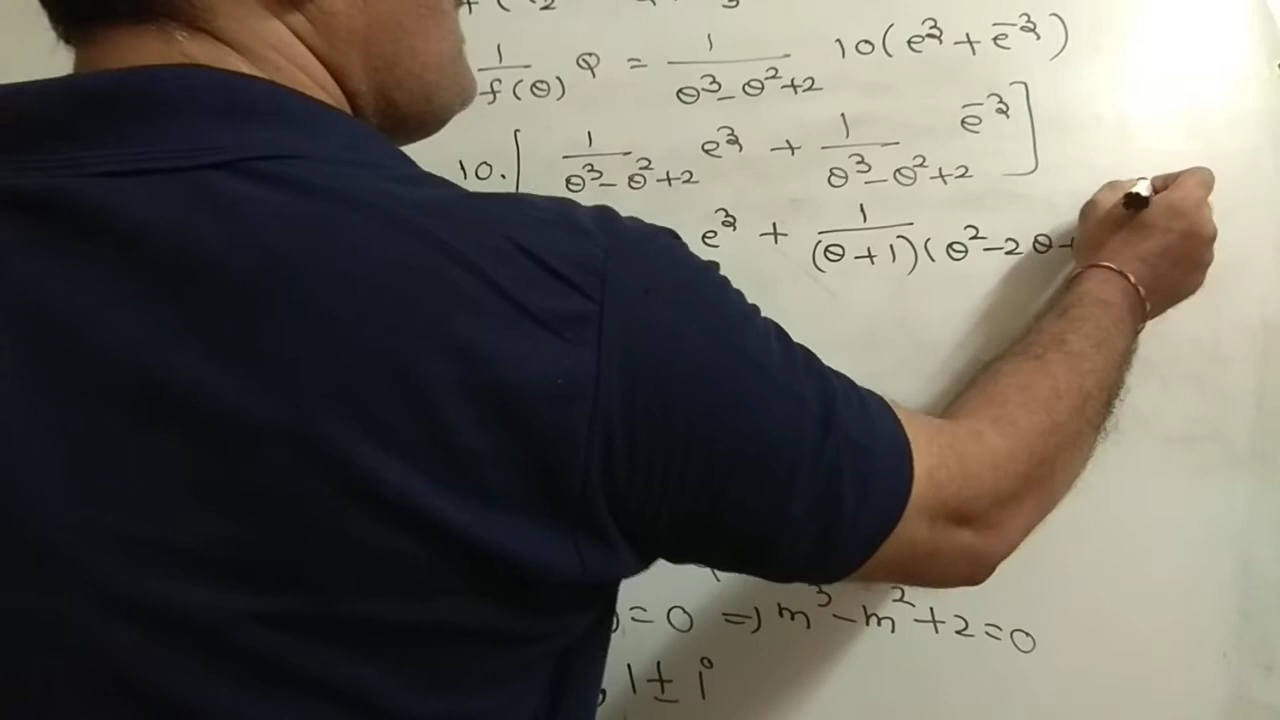 1/f(θ) Q = 1/(θ³-θ²+2) 10(e^z + e^-z)
10.[ 1/(θ³-θ²+2) e^z + 1/(θ³-θ²+2) e^-z ]
e^z + 1/((θ+1)(θ²-2θ+
=0 ⇒ m³-m²+2=0
, 1±i